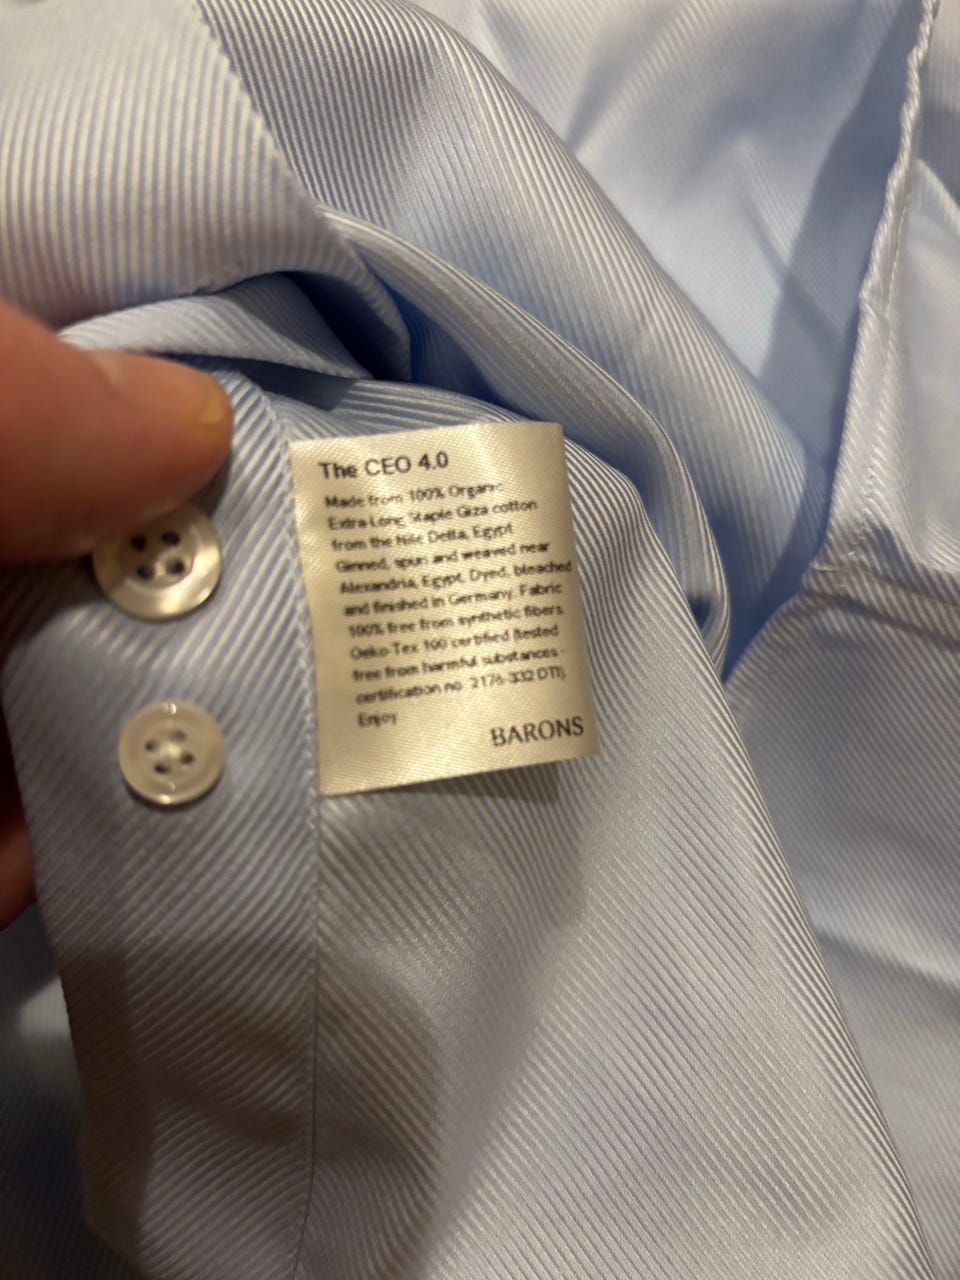 The CEO 4.0
Made from 100% Organic
Extra-Long Staple Giza cotton
from the Nile Delta, Egypt
Ginned, spun and weaved near
Alexandria, Egypt. Dyed, bleached
and finished in Germany. Fabric
100% free from synthetic fibers.
Oeko-Tex 100 certified (tested
free from harmful substances -
certification no. 2176-332 DTI).
Enjoy
BARONS